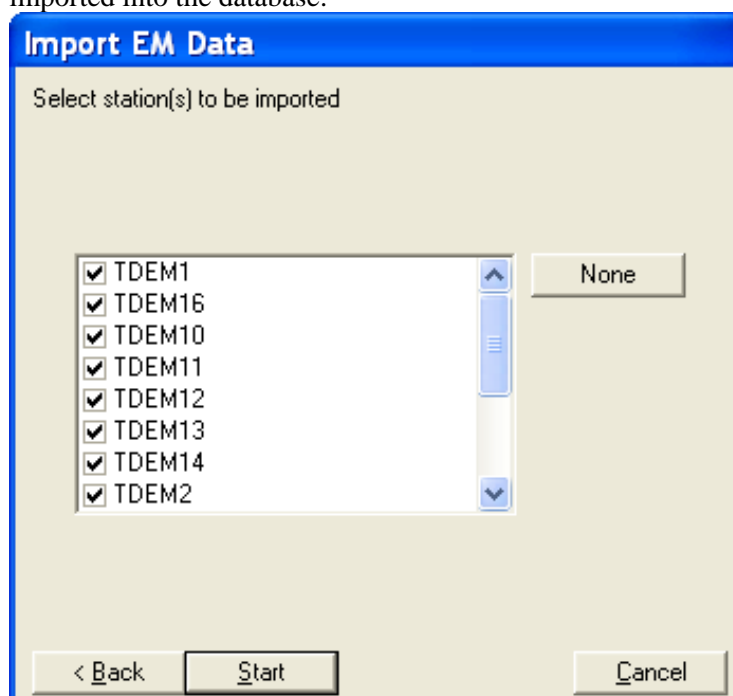 imported into the database.
Import EM Data
Select station(s) to be imported
TDEM1
None
TDEM16
TDEM10
TDEM11
TDEM12
TDEM13
TDEM14
TDEM2
< Back
Start
Cancel